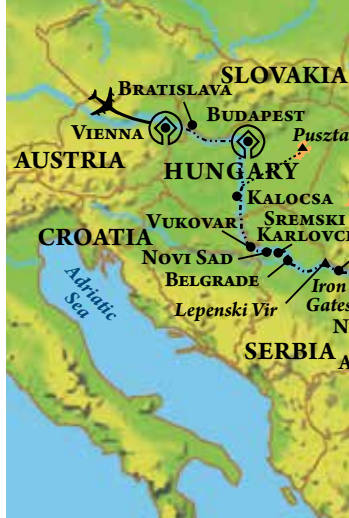 SLOVAKIA
BRATISLAVA
BUDAPEST
VIENNA
Puszta
AUSTRIA
HUNGARY
KALOCSA
VUKOVAR
SREMSKI
KARLOVC
CROATIA
NOVI SAD
BELGRADE
Adriatic
Sea
Lepenski Vir
Iron
Gates
N
SERBIA
A